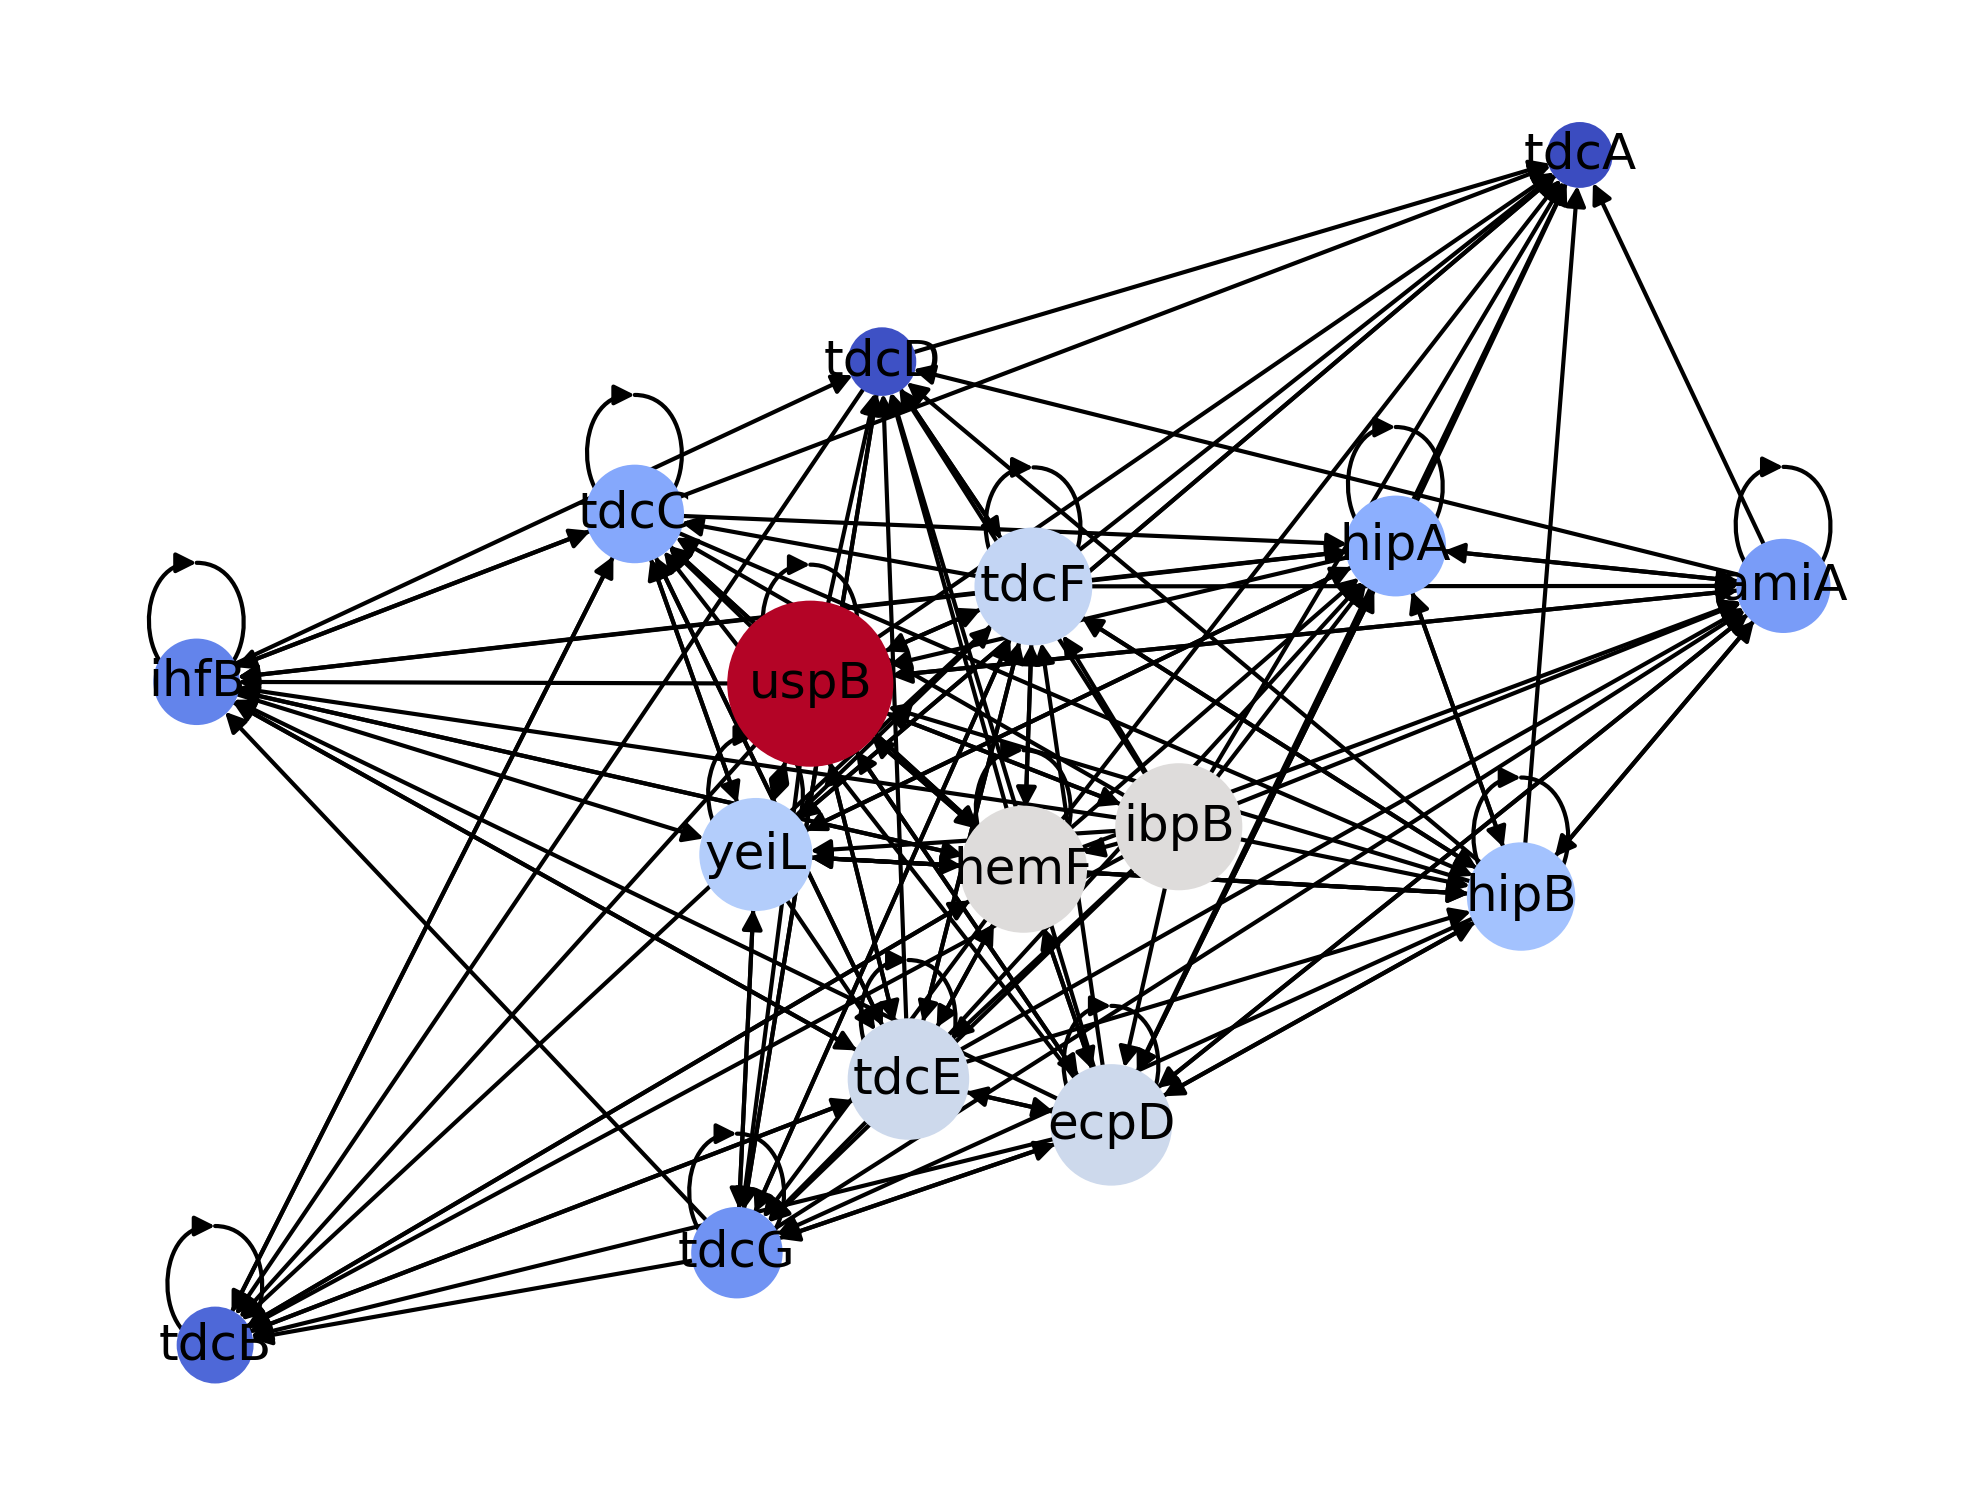 tdcA
tdcD
tdcC
hipA
tdcF
amiA
ihfB
uspB
ibpB
yeiL
hemF
hipB
tdcE
ecpD
tdcG
tdcB